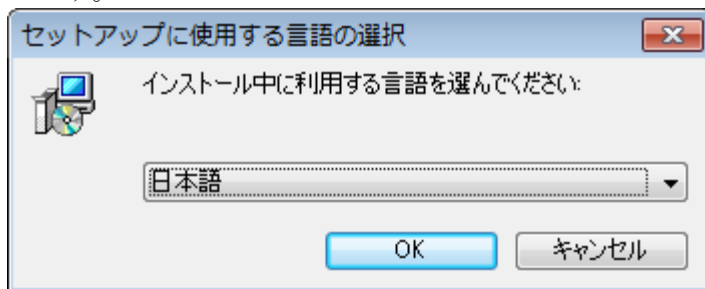 セットアップに使用する言語の選択
インストール中に利用する言語を選んでください:
日本語
OK
キャンセル